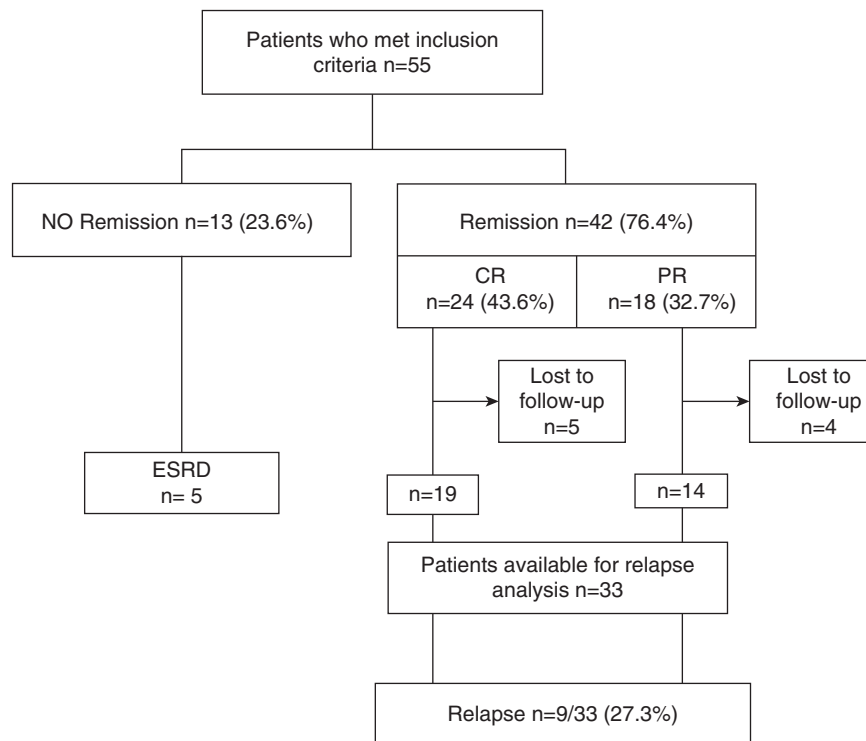 Patients who met inclusion
criteria n=55
NO Remission n=13 (23.6%)
Remission n=42 (76.4%)
CR
n=24 (43.6%)
PR
n=18 (32.7%)
Lost to
follow-up
n=5
Lost to
follow-up
n=4
ESRD
n= 5
n=19
n=14
Patients available for relapse
analysis n=33
Relapse n=9/33 (27.3%)